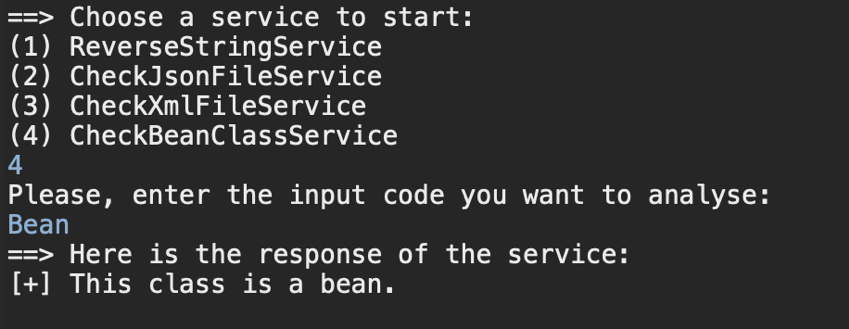 ==> Choose a service to start:
(1) ReverseStringService
(2) CheckJsonFileService
(3) CheckXmlFileService
(4) CheckBeanClassService
4
Please, enter the input code you want to analyse:
Bean
==> Here is the response of the service:
[+] This class is a bean.